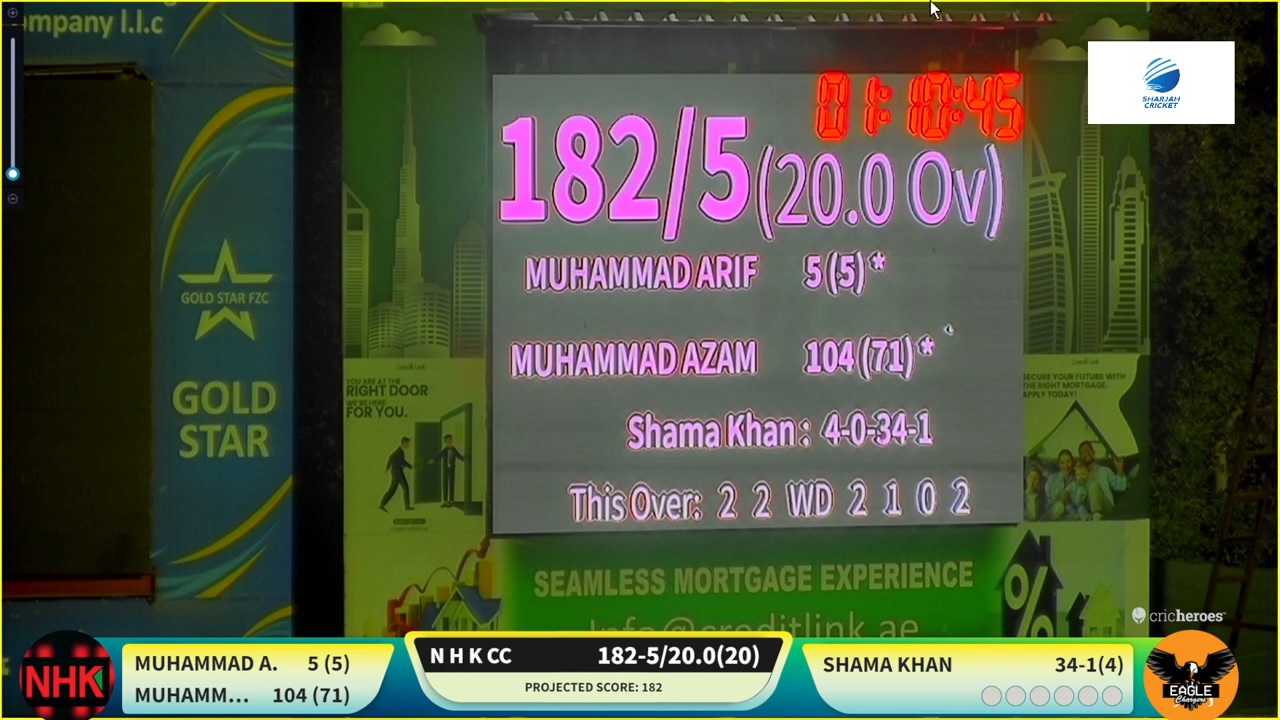 ompany l.l.c
SHARJAH
CRICKET
01:10:45
182/5(20.0 Ov)
MUHAMMAD ARIF 5(5)*
MUHAMMAD AZAM 104(71)*
Shama Khan: 4-0-34-1
This Over: 2 2 WD 2 1 0 2
GOLD STAR FZC
GOLD
STAR
YOU ARE AT THE
RIGHT DOOR
WE'RE HERE
FOR YOU.
SECURE YOUR FUTURE WITH
THE RIGHT MORTGAGE.
APPLY TODAY!
SEAMLESS MORTGAGE EXPERIENCE
Info@creditlink.ae
%
cricheroes
NHK
MUHAMMAD A. 5 (5)
MUHAMM... 104 (71)
N H K CC 182-5/20.0(20)
PROJECTED SCORE: 182
SHAMA KHAN 34-1(4)
EAGLE
Chargers